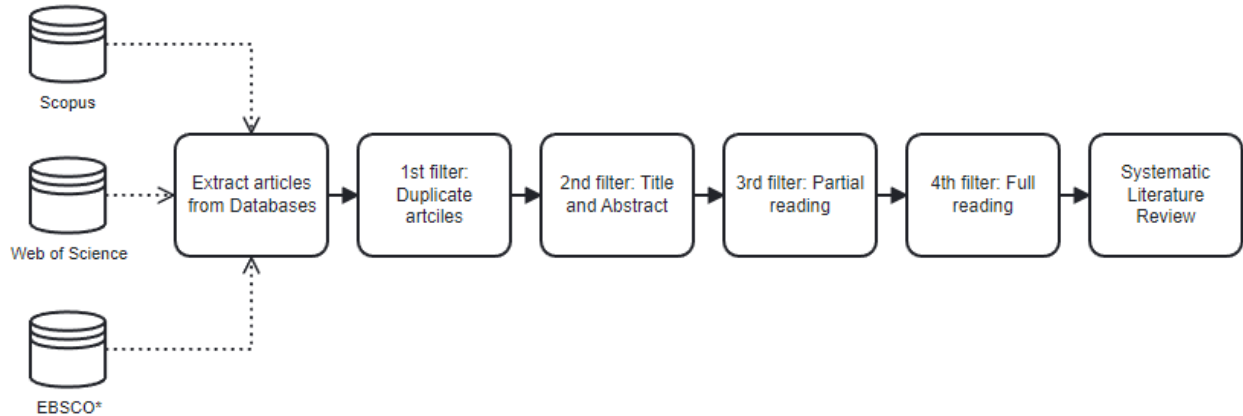 Scopus
Web of Science
EBSCO*
Extract articles
from Databases
1st filter:
Duplicate
artciles
2nd filter: Title
and Abstract
3rd filter: Partial
reading
4th filter: Full
reading
Systematic
Literature
Review